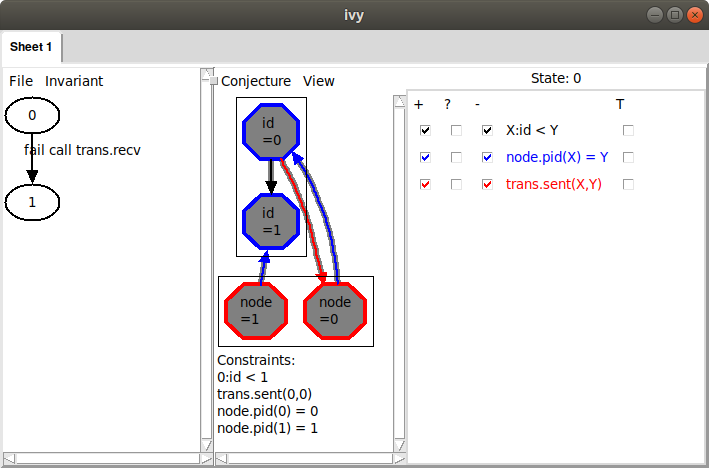 ivy
Sheet 1
File Invariant
0
fail call trans.recv
1
Conjecture View
id
=0
id
=1
node
=1
node
=0
Constraints:
0:id < 1
trans.sent(0,0)
node.pid(0) = 0
node.pid(1) = 1
State: 0
+ ? - T
X:id < Y
node.pid(X) = Y
trans.sent(X,Y)